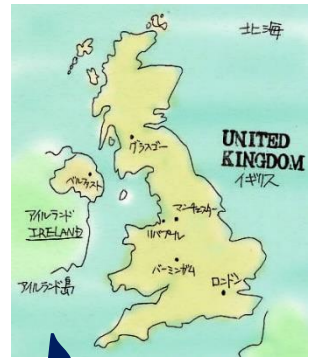 北海
グラスゴー
UNITED
KINGDOM
イギリス
ベルファスト
マンチェスター
アイルランド
IRELAND
リバプール
バーミンガム
アイルランド島
ロンドン